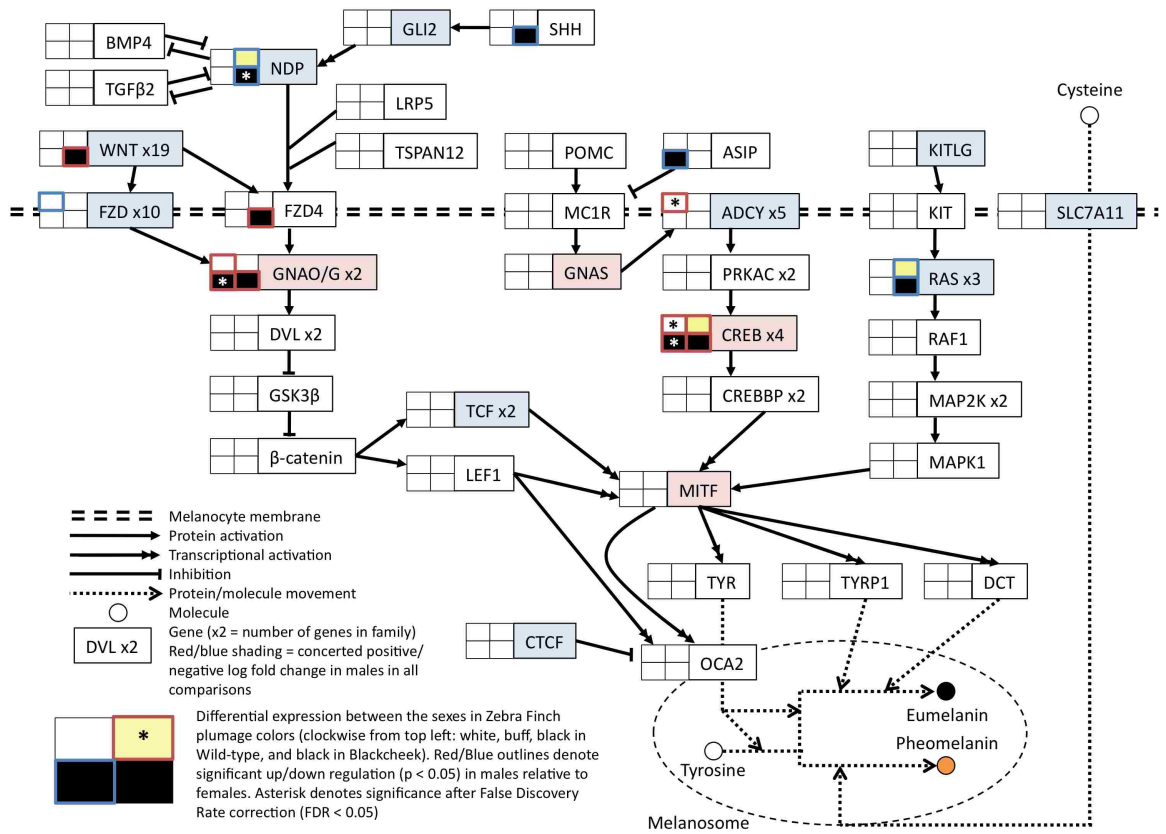 GLI2
SHH
BMP4
NDP
TGFβ2
LRP5
Cysteine
WNT x19
TSPAN12
POMC
ASIP
KITLG
FZD x10
FZD4
MC1R
ADCY x5
KIT
SLC7A11
GNAO/G x2
GNAS
PRKAC x2
RAS x3
DVL x2
CREB x4
RAF1
GSK3β
CREBBP x2
MAP2K x2
TCF x2
β-catenin
LEF1
MAPK1
MITF
Melanocyte membrane
Protein activation
Transcriptional activation
Inhibition
Protein/molecule movement
Molecule
DVL x2
Gene (x2 = number of genes in family)
Red/blue shading = concerted positive/
negative log fold change in males in all
comparisons
TYR
TYRP1
DCT
CTCF
OCA2
Eumelanin
Pheomelanin
Tyrosine
Melanosome
*
Differential expression between the sexes in Zebra Finch
plumage colors (clockwise from top left: white, buff, black in
Wild-type, and black in Blackcheek). Red/Blue outlines denote
significant up/down regulation (p < 0.05) in males relative to
females. Asterisk denotes significance after False Discovery
Rate correction (FDR < 0.05)